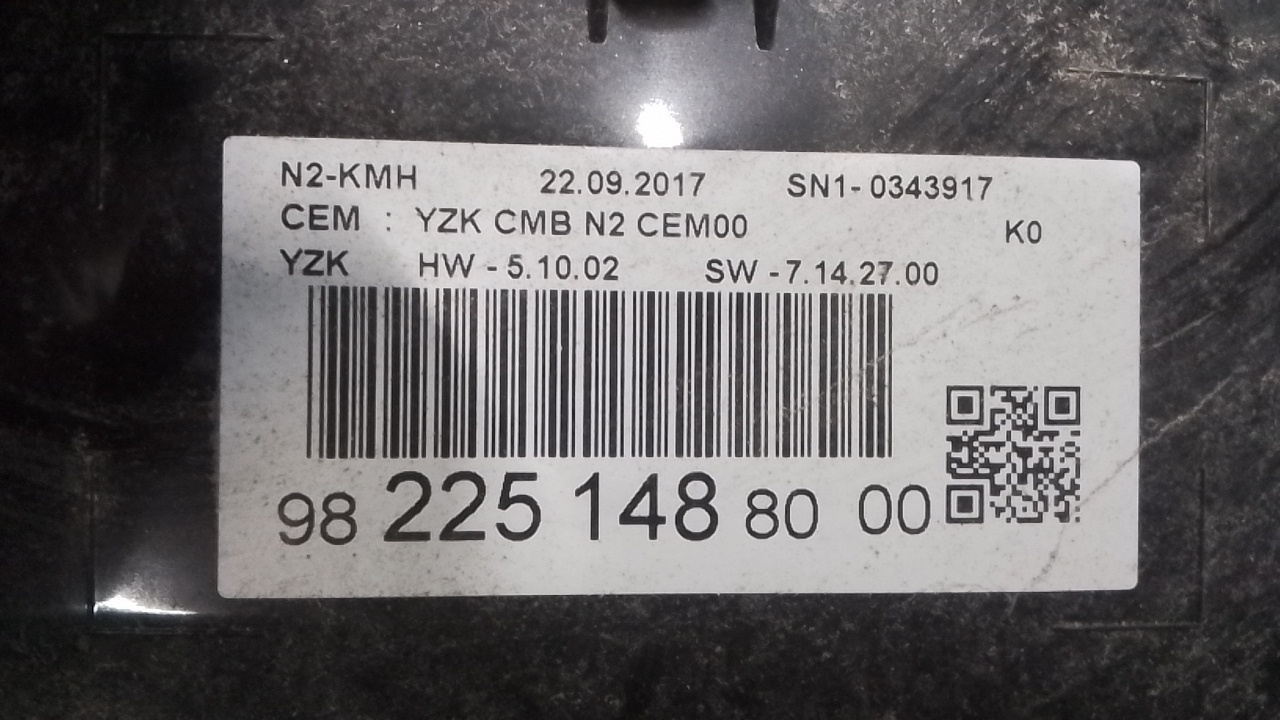 N2-KMH 22.09.2017 SN1- 0343917
CEM : YZK CMB N2 CEM00 K0
YZK HW - 5.10.02 SW -7.14.27.00
98 225 148 80 00